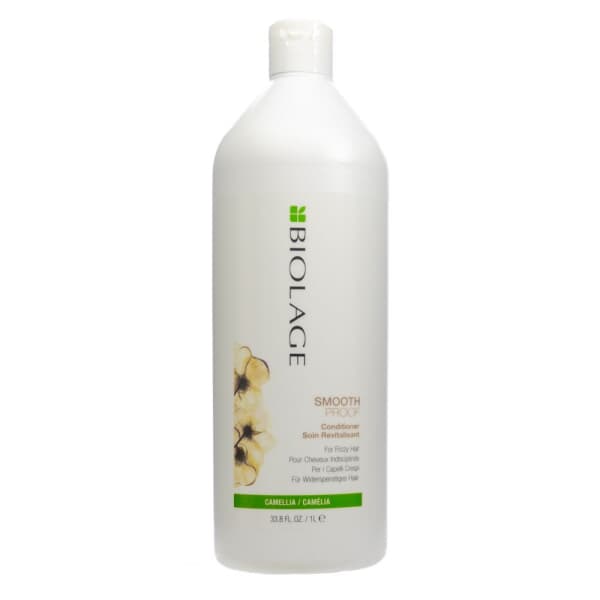 BIOLAGE
SMOOTH
PROOF
Conditioner
Soin Revitalisant
For Frizzy Hair
Pour Cheveux Indisciplinés
Per I Capelli Crespi
Für Widerspenstiges Haar
CAMELLIA / CAMÉLIA
33.8 FL. OZ. / 1L ℮